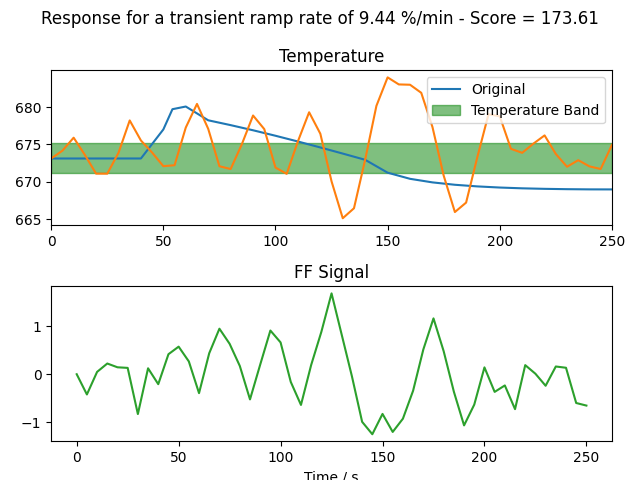 Response for a transient ramp rate of 9.44 %/min - Score = 173.61
Temperature
Original
Temperature Band
680
675
670
665
0 50 100 150 200 250
FF Signal
1
0
−1
0 50 100 150 200 250
Time / s